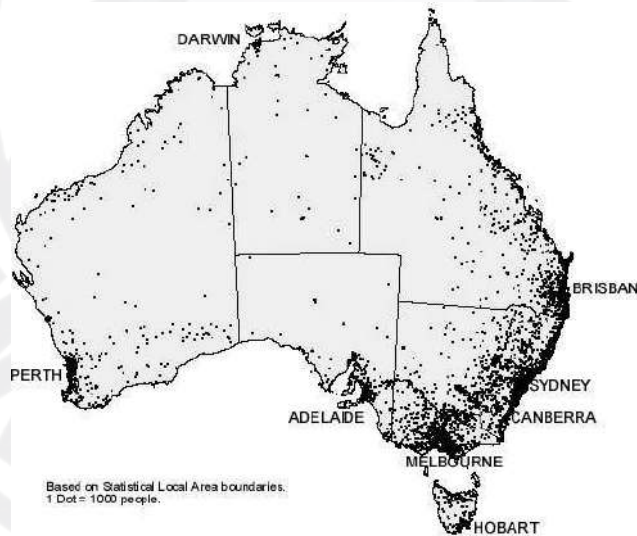 DARWIN
BRISBAN
PERTH
SYDNEY
ADELAIDE
CANBERRA
MELBOURNE
Based on Statistical Local Area boundaries.
1 Dot = 1000 people.
HOBART